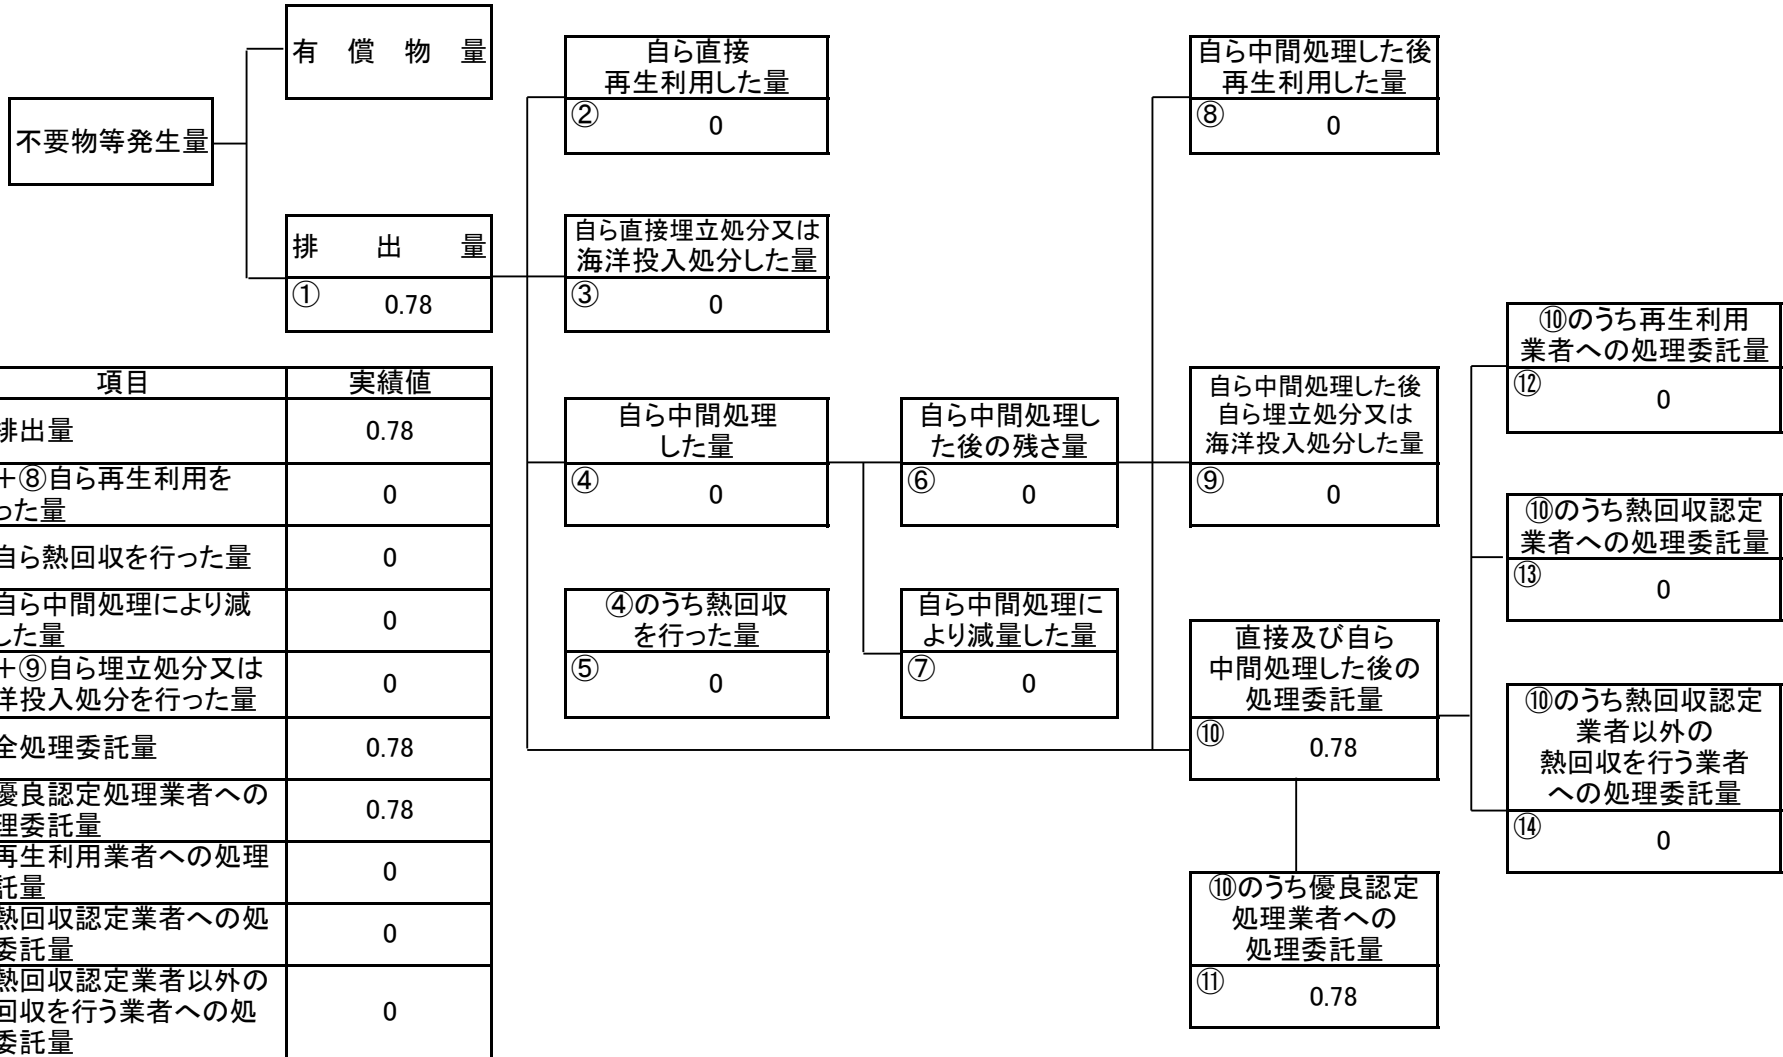 不要物等発生量
有償物量
排出量
①
0.78
自ら直接
再生利用した量
②
0
自ら直接埋立処分又は
海洋投入処分した量
③
0
自ら中間処理
した量
④
0
④のうち熱回収
を行った量
⑤
0
自ら中間処理し
た後の残さ量
⑥
0
自ら中間処理に
より減量した量
⑦
0
自ら中間処理した後
再生利用した量
⑧
0
自ら中間処理した後
自ら埋立処分又は
海洋投入処分した量
⑨
0
直接及び自ら
中間処理した後の
処理委託量
⑩
0.78
⑩のうち優良認定
処理業者への
処理委託量
⑪
0.78
⑩のうち再生利用
業者への処理委託量
⑫
0
⑩のうち熱回収認定
業者への処理委託量
⑬
0
⑩のうち熱回収認定
業者以外の
熱回収を行う業者
への処理委託量
⑭
0
項目 実績値
排出量 0.78
＋⑧自ら再生利用を
った量
0
自ら熱回収を行った量 0
自ら中間処理により減
した量
0
＋⑨自ら埋立処分又は
洋投入処分を行った量
0
全処理委託量 0.78
優良認定処理業者への
理委託量
0.78
再生利用業者への処理
託量
0
熱回収認定業者への処
委託量
0
熱回収認定業者以外の
回収を行う業者への処
委託量
0